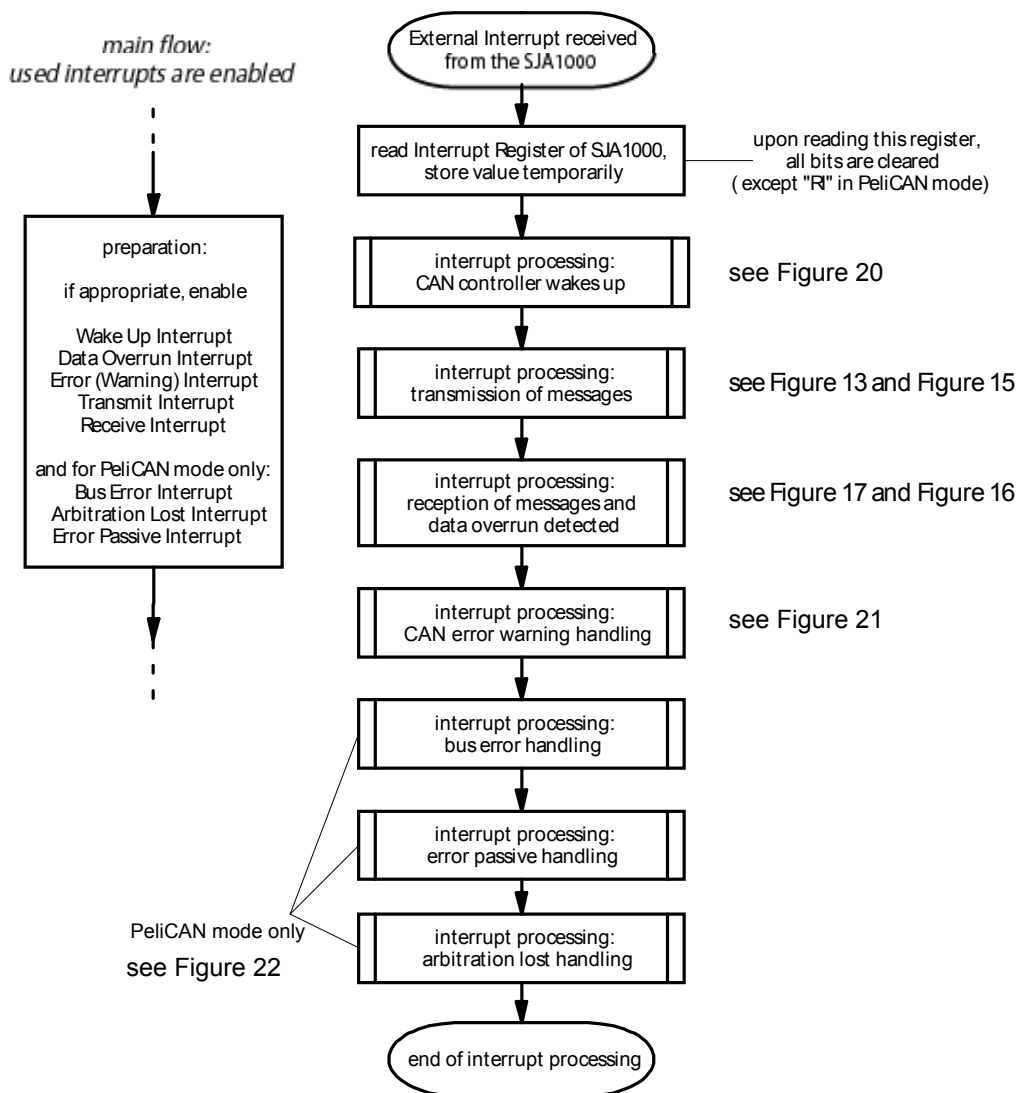 main flow:
used interrupts are enabled
preparation:
if appropriate, enable
Wake Up Interrupt
Data Overrun Interrupt
Error (Warning) Interrupt
Transmit Interrupt
Receive Interrupt
and for PeliCAN mode only:
Bus Error Interrupt
Arbitration Lost Interrupt
Error Passive Interrupt
External Interrupt received
from the SJA1000
read Interrupt Register of SJA1000,
store value temporarily
upon reading this register,
all bits are cleared
( except "RI" in PeliCAN mode)
interrupt processing:
CAN controller wakes up
see Figure 20
interrupt processing:
transmission of messages
see Figure 13 and Figure 15
interrupt processing:
reception of messages and
data overrun detected
see Figure 17 and Figure 16
interrupt processing:
CAN error warning handling
see Figure 21
interrupt processing:
bus error handling
interrupt processing:
error passive handling
interrupt processing:
arbitration lost handling
PeliCAN mode only
see Figure 22
end of interrupt processing